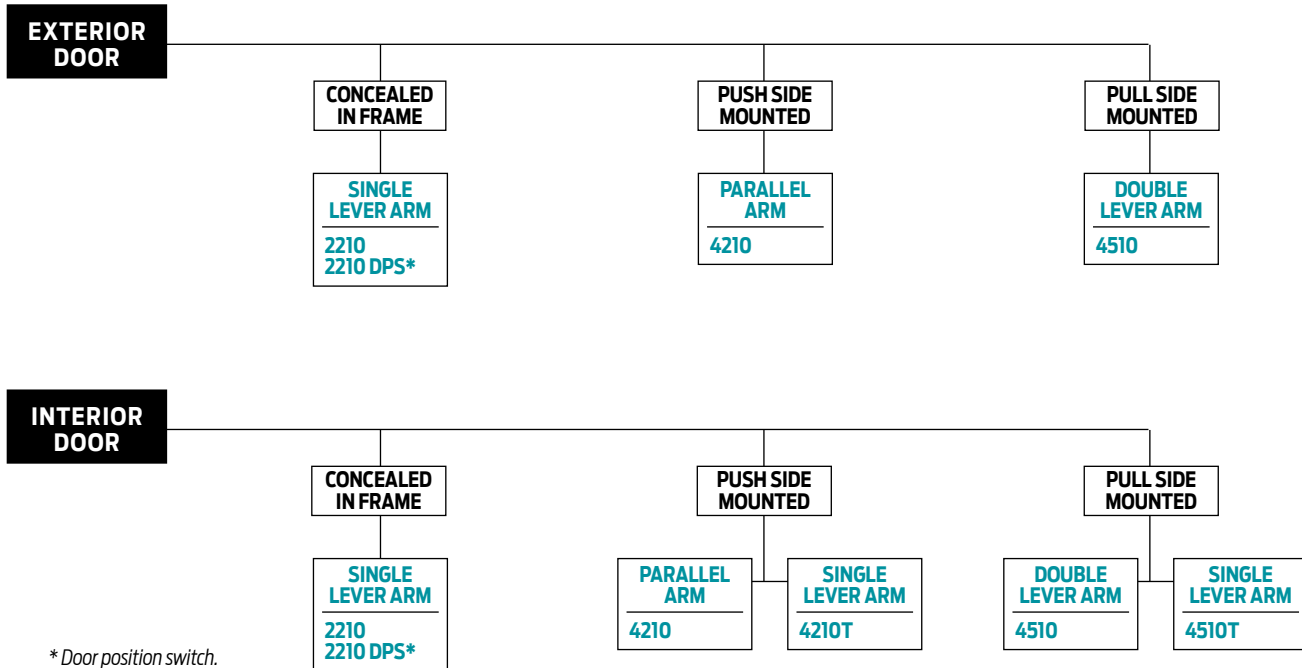 EXTERIOR
DOOR
CONCEALED
IN FRAME
PUSH SIDE
MOUNTED
PULL SIDE
MOUNTED
SINGLE
LEVER ARM
2210
2210 DPS*
PARALLEL
ARM
4210
DOUBLE
LEVER ARM
4510
INTERIOR
DOOR
CONCEALED
IN FRAME
PUSH SIDE
MOUNTED
PULL SIDE
MOUNTED
SINGLE
LEVER ARM
2210
2210 DPS*
PARALLEL
ARM
4210
SINGLE
LEVER ARM
4210T
DOUBLE
LEVER ARM
4510
SINGLE
LEVER ARM
4510T
* Door position switch.